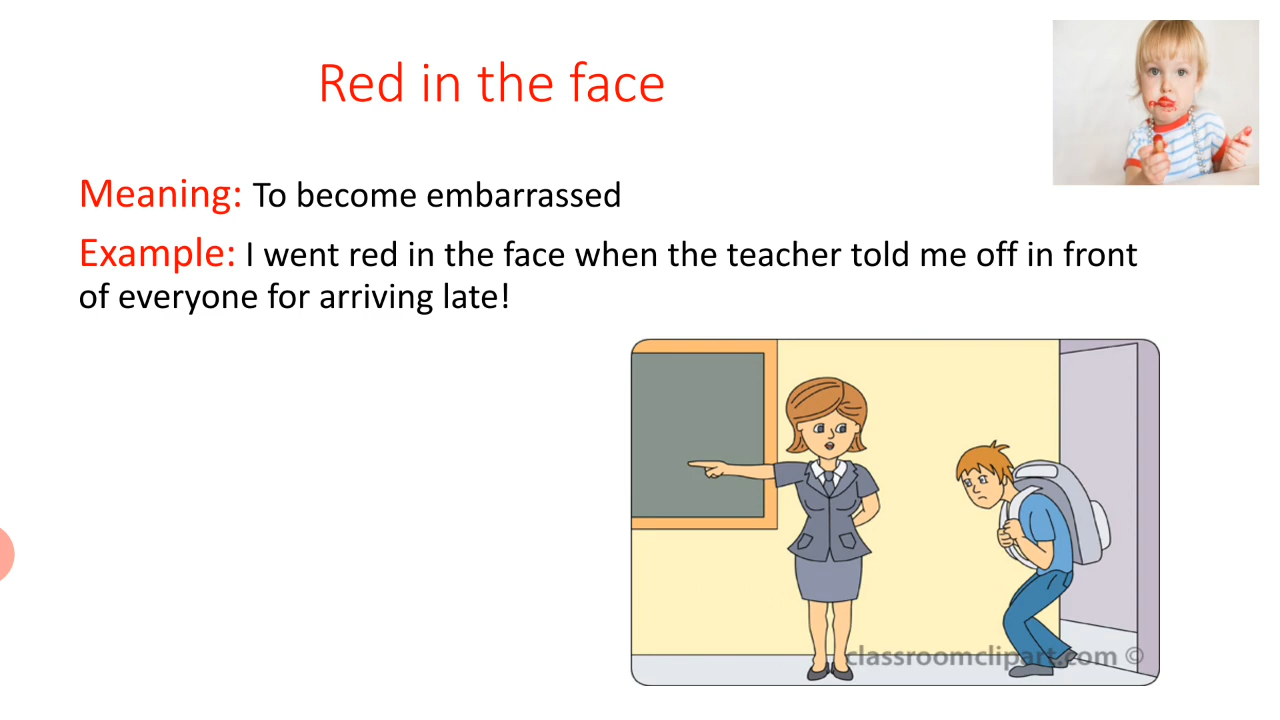 Red in the face
Meaning: To become embarrassed
Example: I went red in the face when the teacher told me off in front
of everyone for arriving late!
classroomclipart.com ©